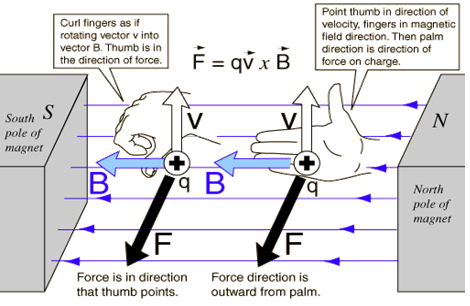 Curl fingers as if
rotating vector v into
vector B. Thumb is in
the direction of force.
F = qv x B
Point thumb in direction of
velocity, fingers in magnetic
field direction. Then palm
direction is direction of
force on charge.
South
pole of
magnet
S
V
B
q
F
V
B
q
F
N
North
pole of
magnet
Force is in direction
that thumb points.
Force direction is
outward from palm.